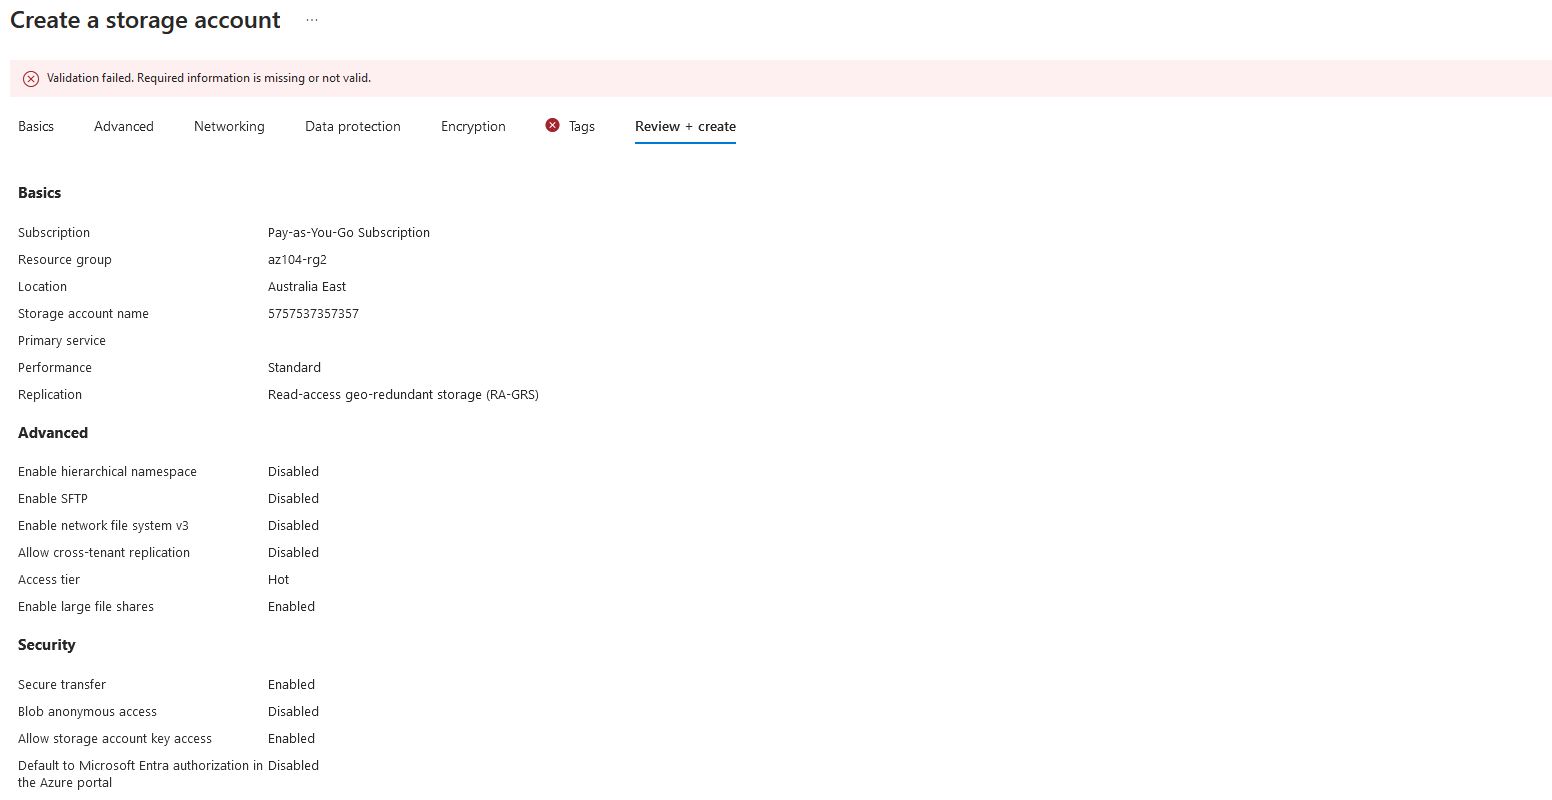 Create a storage account ...
Validation failed. Required information is missing or not valid.
Basics Advanced Networking Data protection Encryption Tags Review + create
Basics
Subscription Pay-as-You-Go Subscription
Resource group az104-rg2
Location Australia East
Storage account name 5757537357357
Primary service
Performance Standard
Replication Read-access geo-redundant storage (RA-GRS)
Advanced
Enable hierarchical namespace Disabled
Enable SFTP Disabled
Enable network file system v3 Disabled
Allow cross-tenant replication Disabled
Access tier Hot
Enable large file shares Enabled
Security
Secure transfer Enabled
Blob anonymous access Disabled
Allow storage account key access Enabled
Default to Microsoft Entra authorization in Disabled
the Azure portal